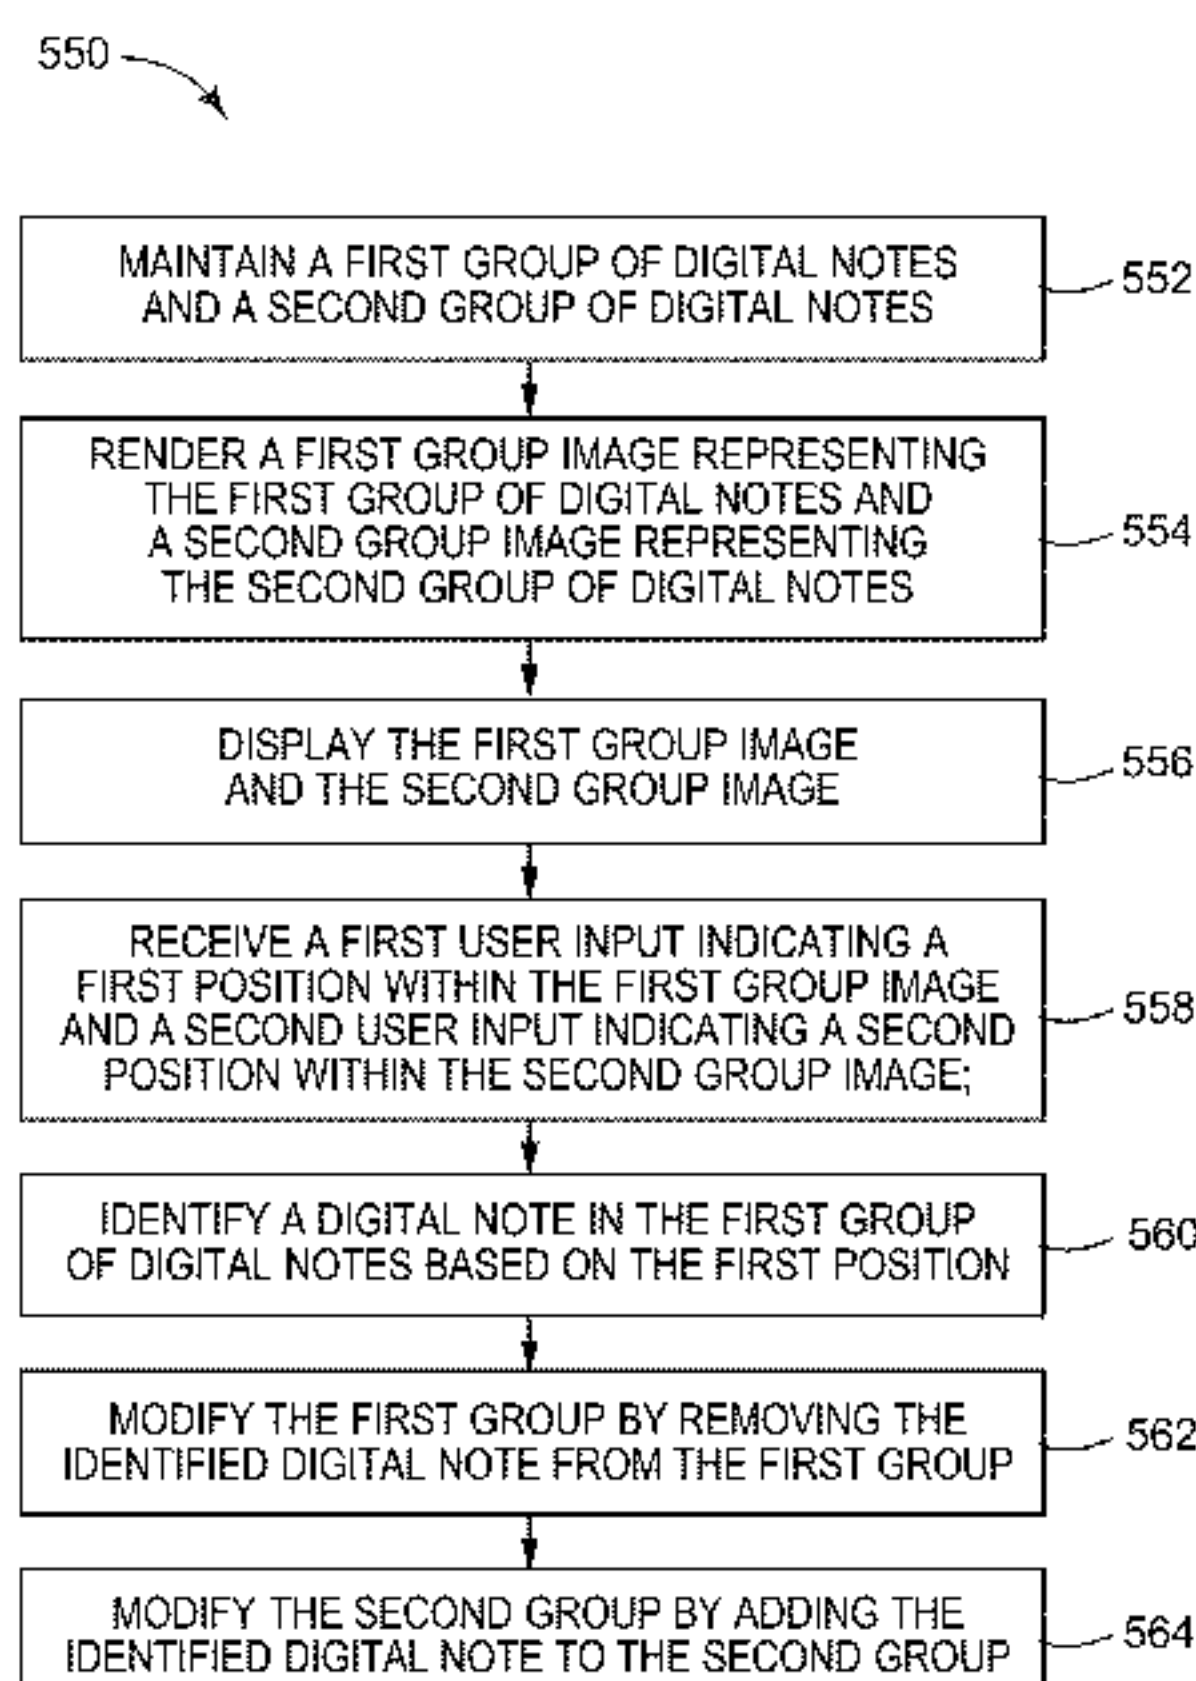 550
MAINTAIN A FIRST GROUP OF DIGITAL NOTES
AND A SECOND GROUP OF DIGITAL NOTES
552
RENDER A FIRST GROUP IMAGE REPRESENTING
THE FIRST GROUP OF DIGITAL NOTES AND
A SECOND GROUP IMAGE REPRESENTING
THE SECOND GROUP OF DIGITAL NOTES
554
DISPLAY THE FIRST GROUP IMAGE
AND THE SECOND GROUP IMAGE
556
RECEIVE A FIRST USER INPUT INDICATING A
FIRST POSITION WITHIN THE FIRST GROUP IMAGE
AND A SECOND USER INPUT INDICATING A SECOND
POSITION WITHIN THE SECOND GROUP IMAGE;
558
IDENTIFY A DIGITAL NOTE IN THE FIRST GROUP
OF DIGITAL NOTES BASED ON THE FIRST POSITION
560
MODIFY THE FIRST GROUP BY REMOVING THE
IDENTIFIED DIGITAL NOTE FROM THE FIRST GROUP
562
MODIFY THE SECOND GROUP BY ADDING THE
IDENTIFIED DIGITAL NOTE TO THE SECOND GROUP
564